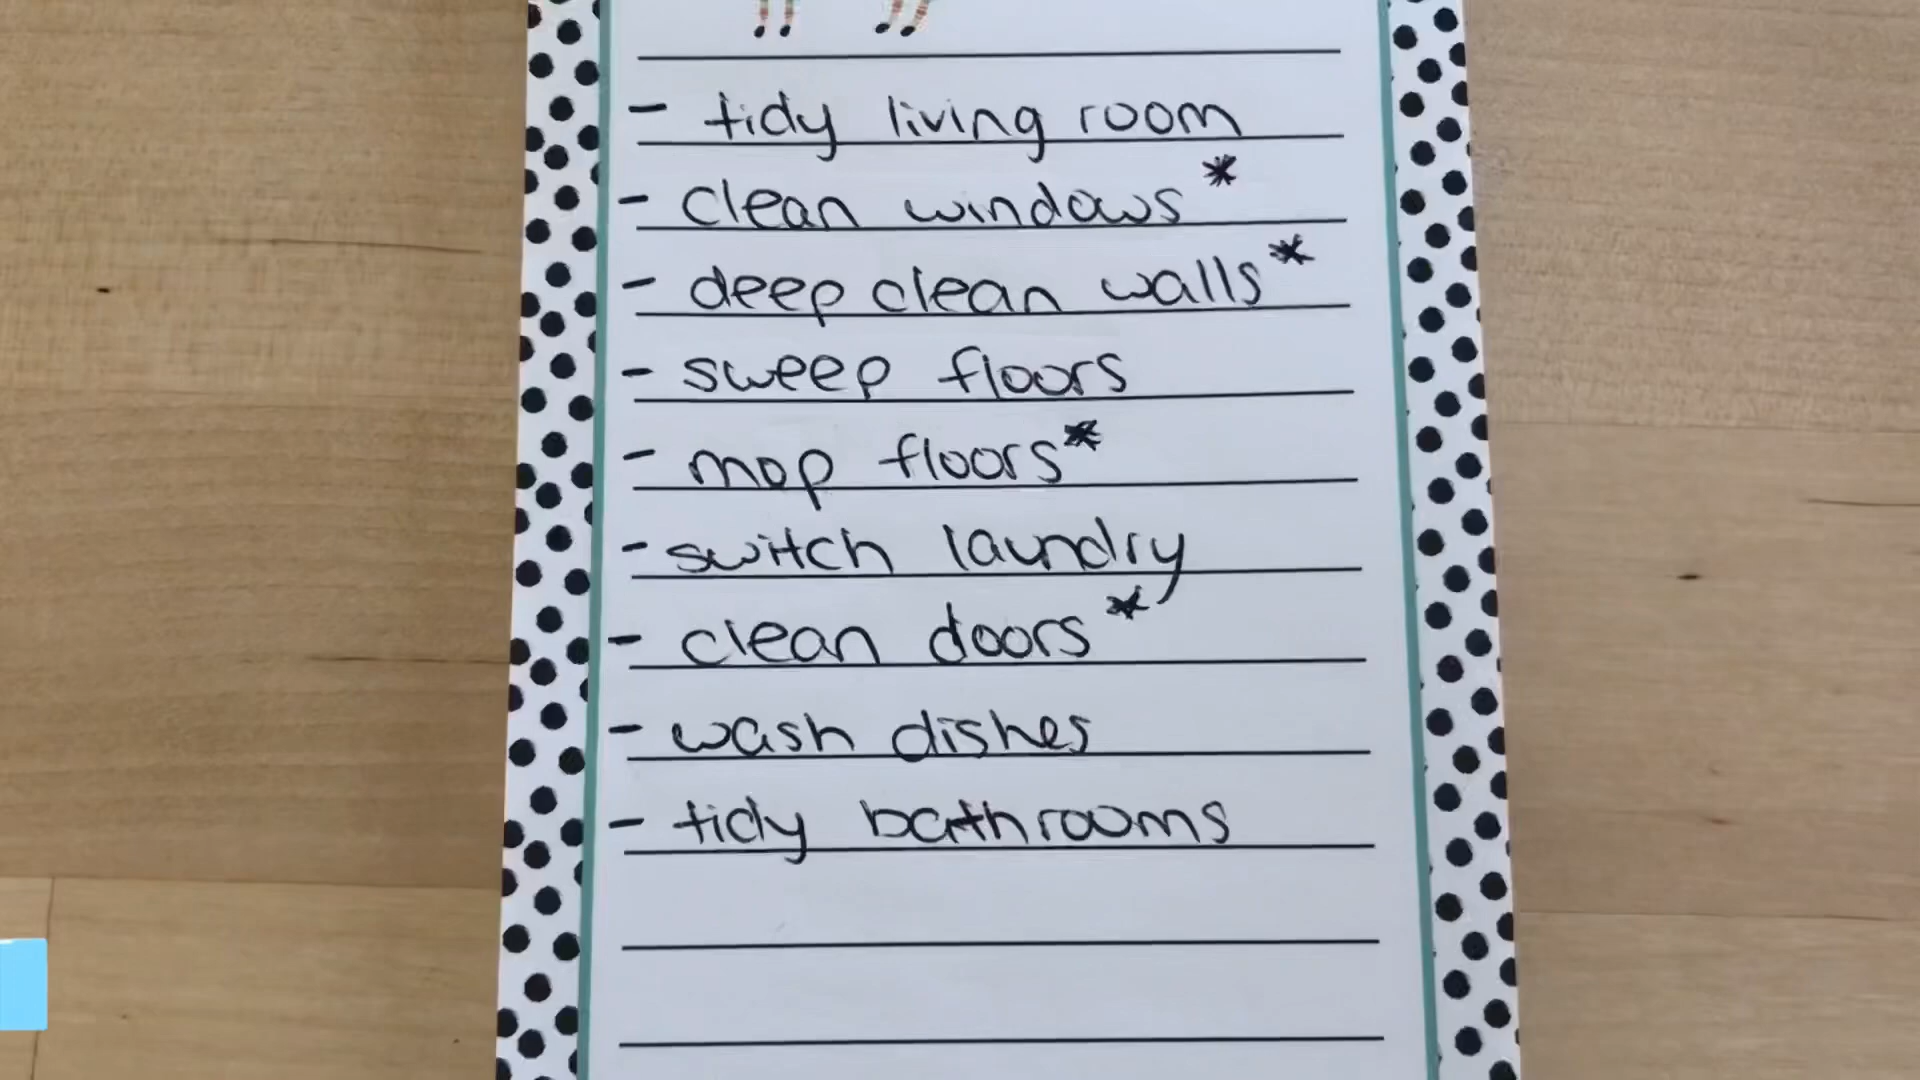 - tidy living room
- clean windows*
- deep clean walls*
- sweep floors
- mop floors*
- switch laundry
- clean doors*
- wash dishes
- tidy bathrooms